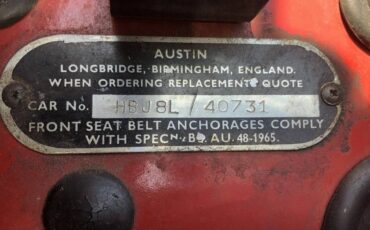 AUSTIN
LONGBRIDGE, BIRMINGHAM, ENGLAND.
WHEN ORDERING REPLACEMENTS QUOTE
CAR No. HBJ8L / 40731
FRONT SEAT BELT ANCHORAGES COMPLY
WITH SPECN. BS. AU. 48-1965.